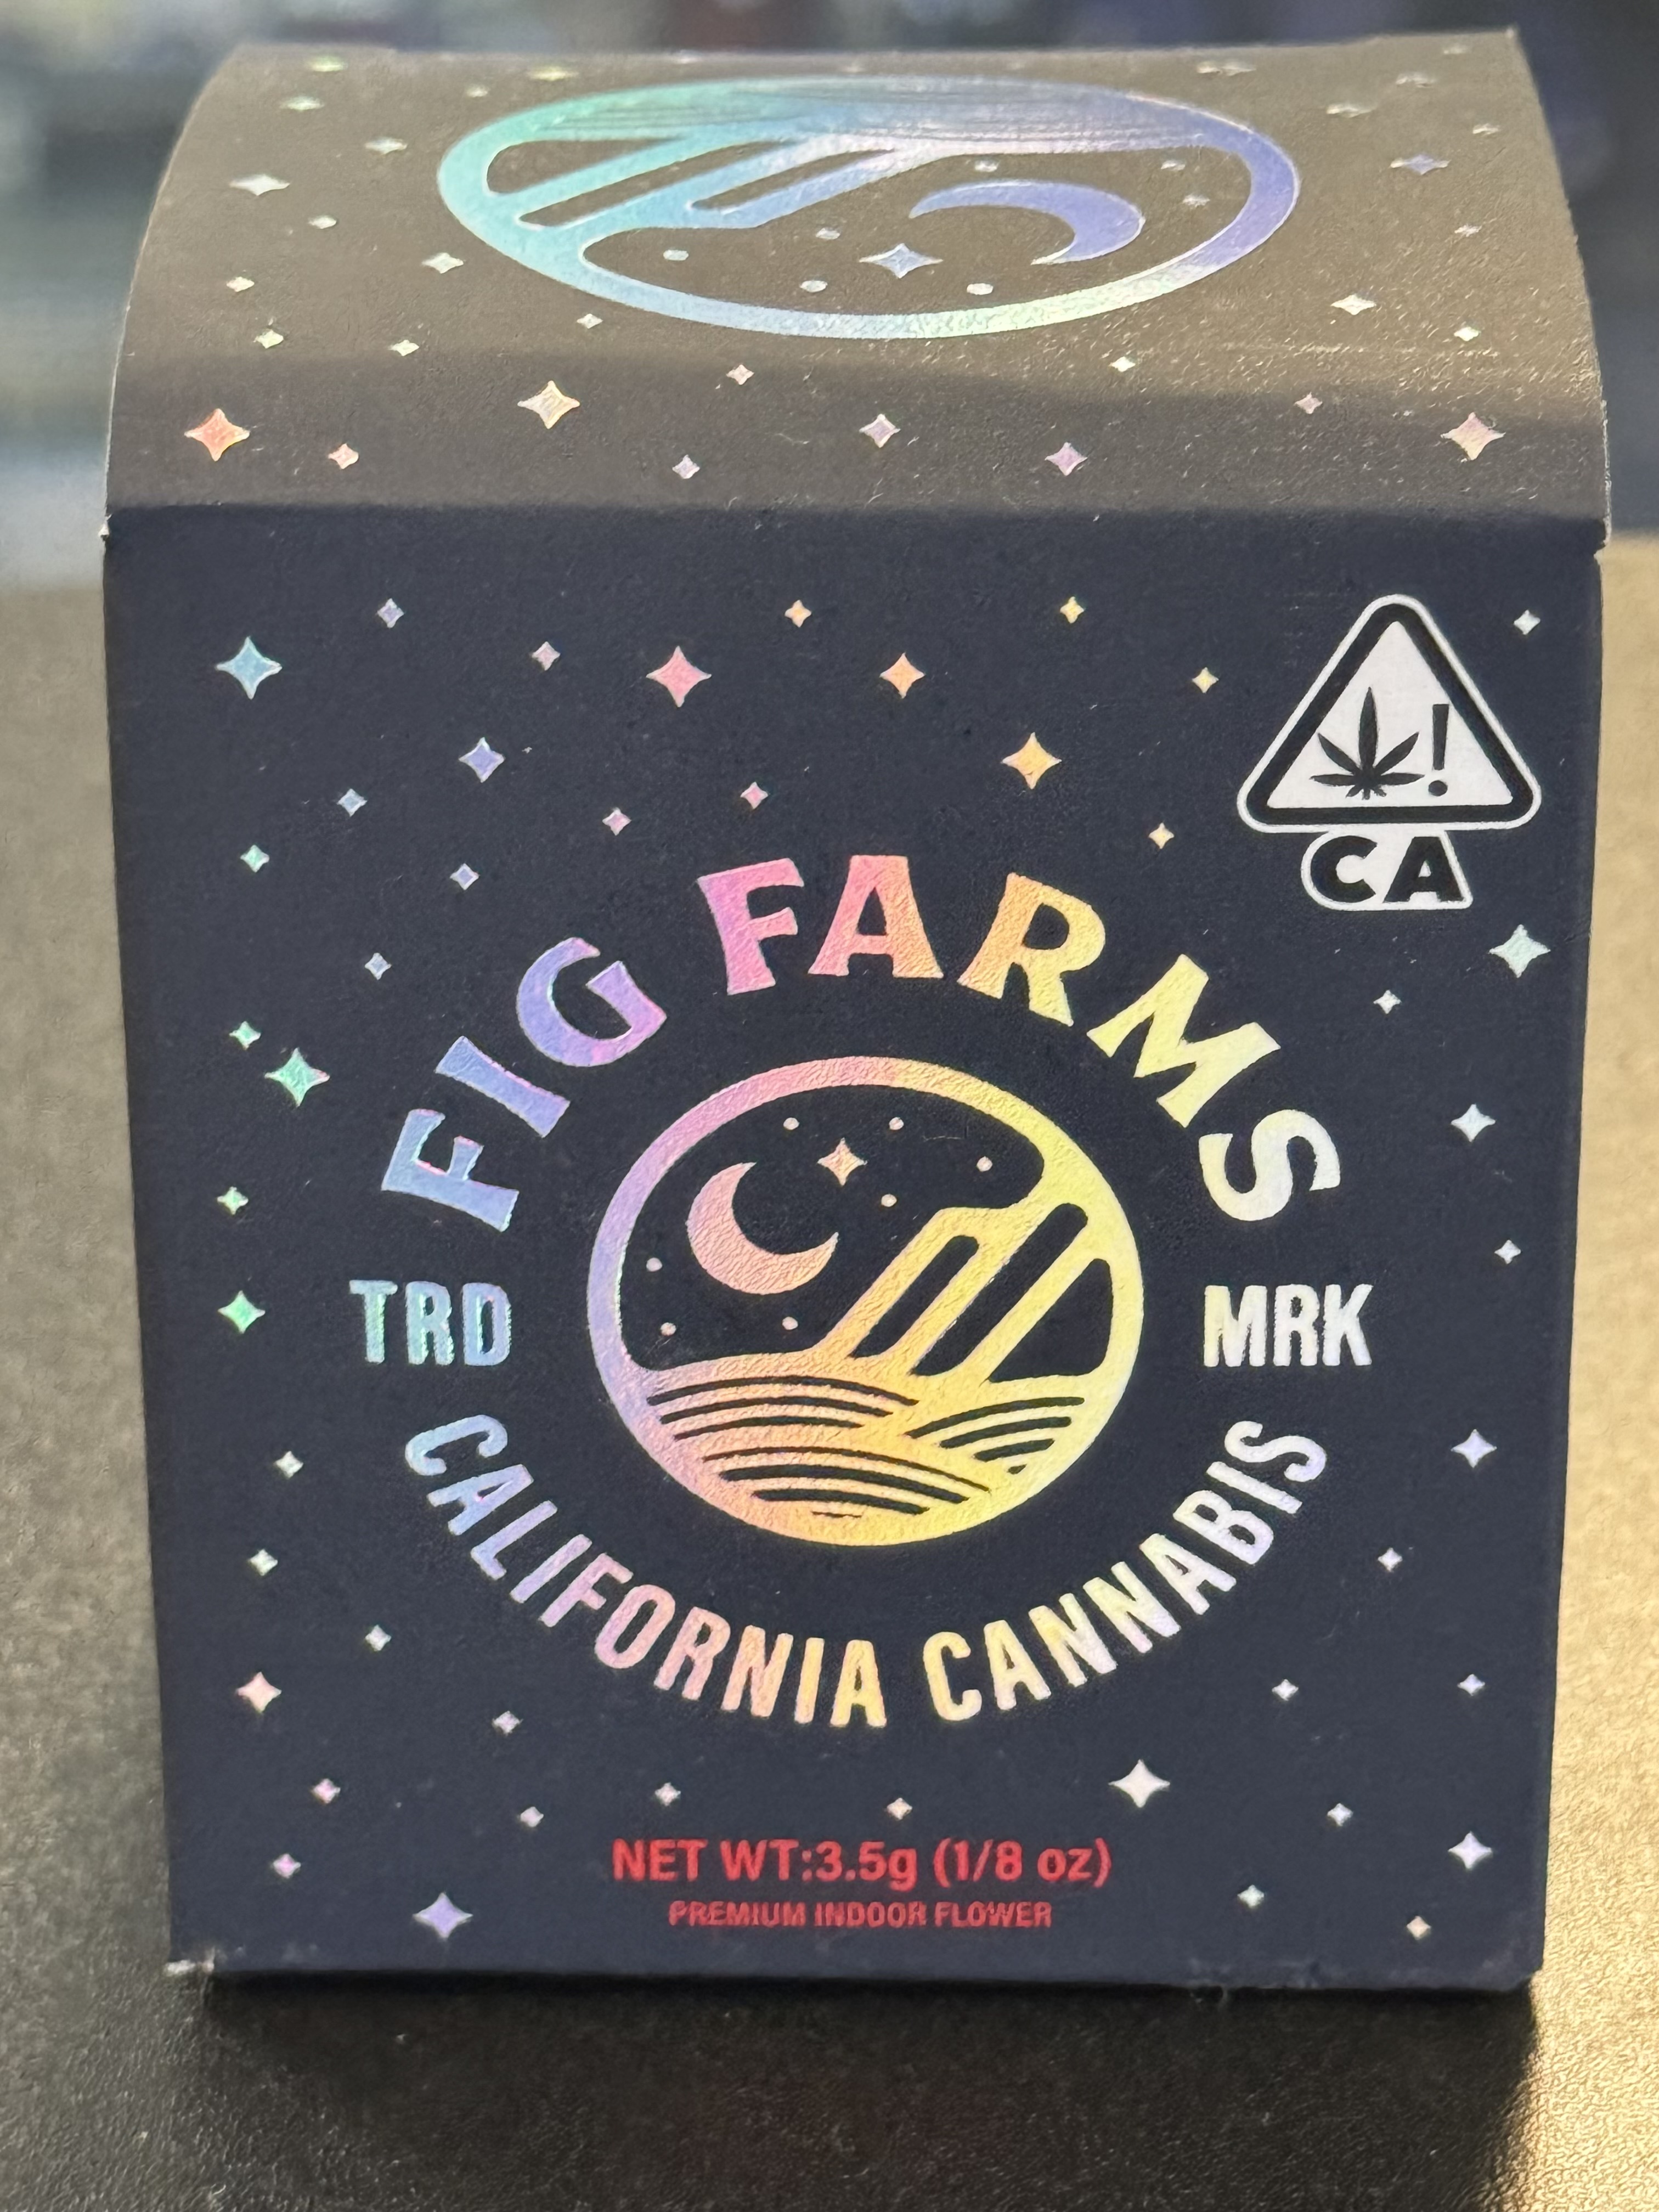 CA
FIG FARMS
TRD MRK
CALIFORNIA CANNABIS
NET WT:3.5g (1/8 oz)
PREMIUM INDOOR FLOWER